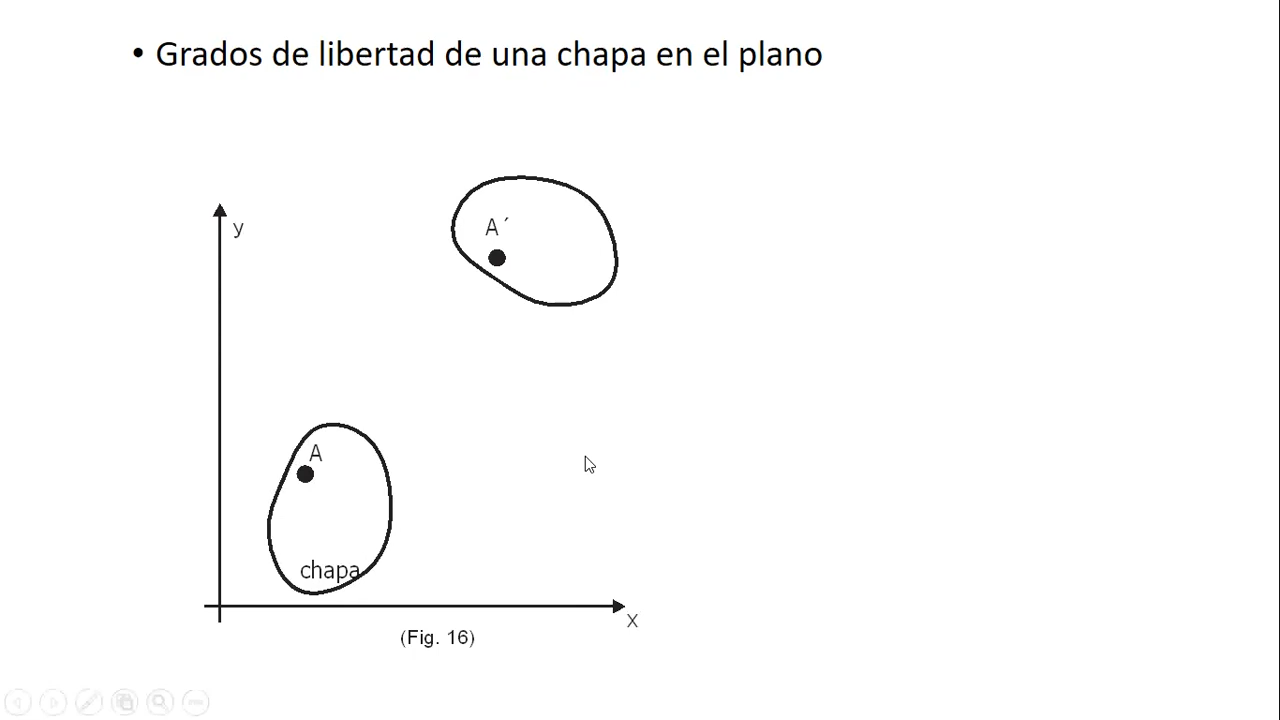 • Grados de libertad de una chapa en el plano
A´
y
A
chapa
x
(Fig. 16)